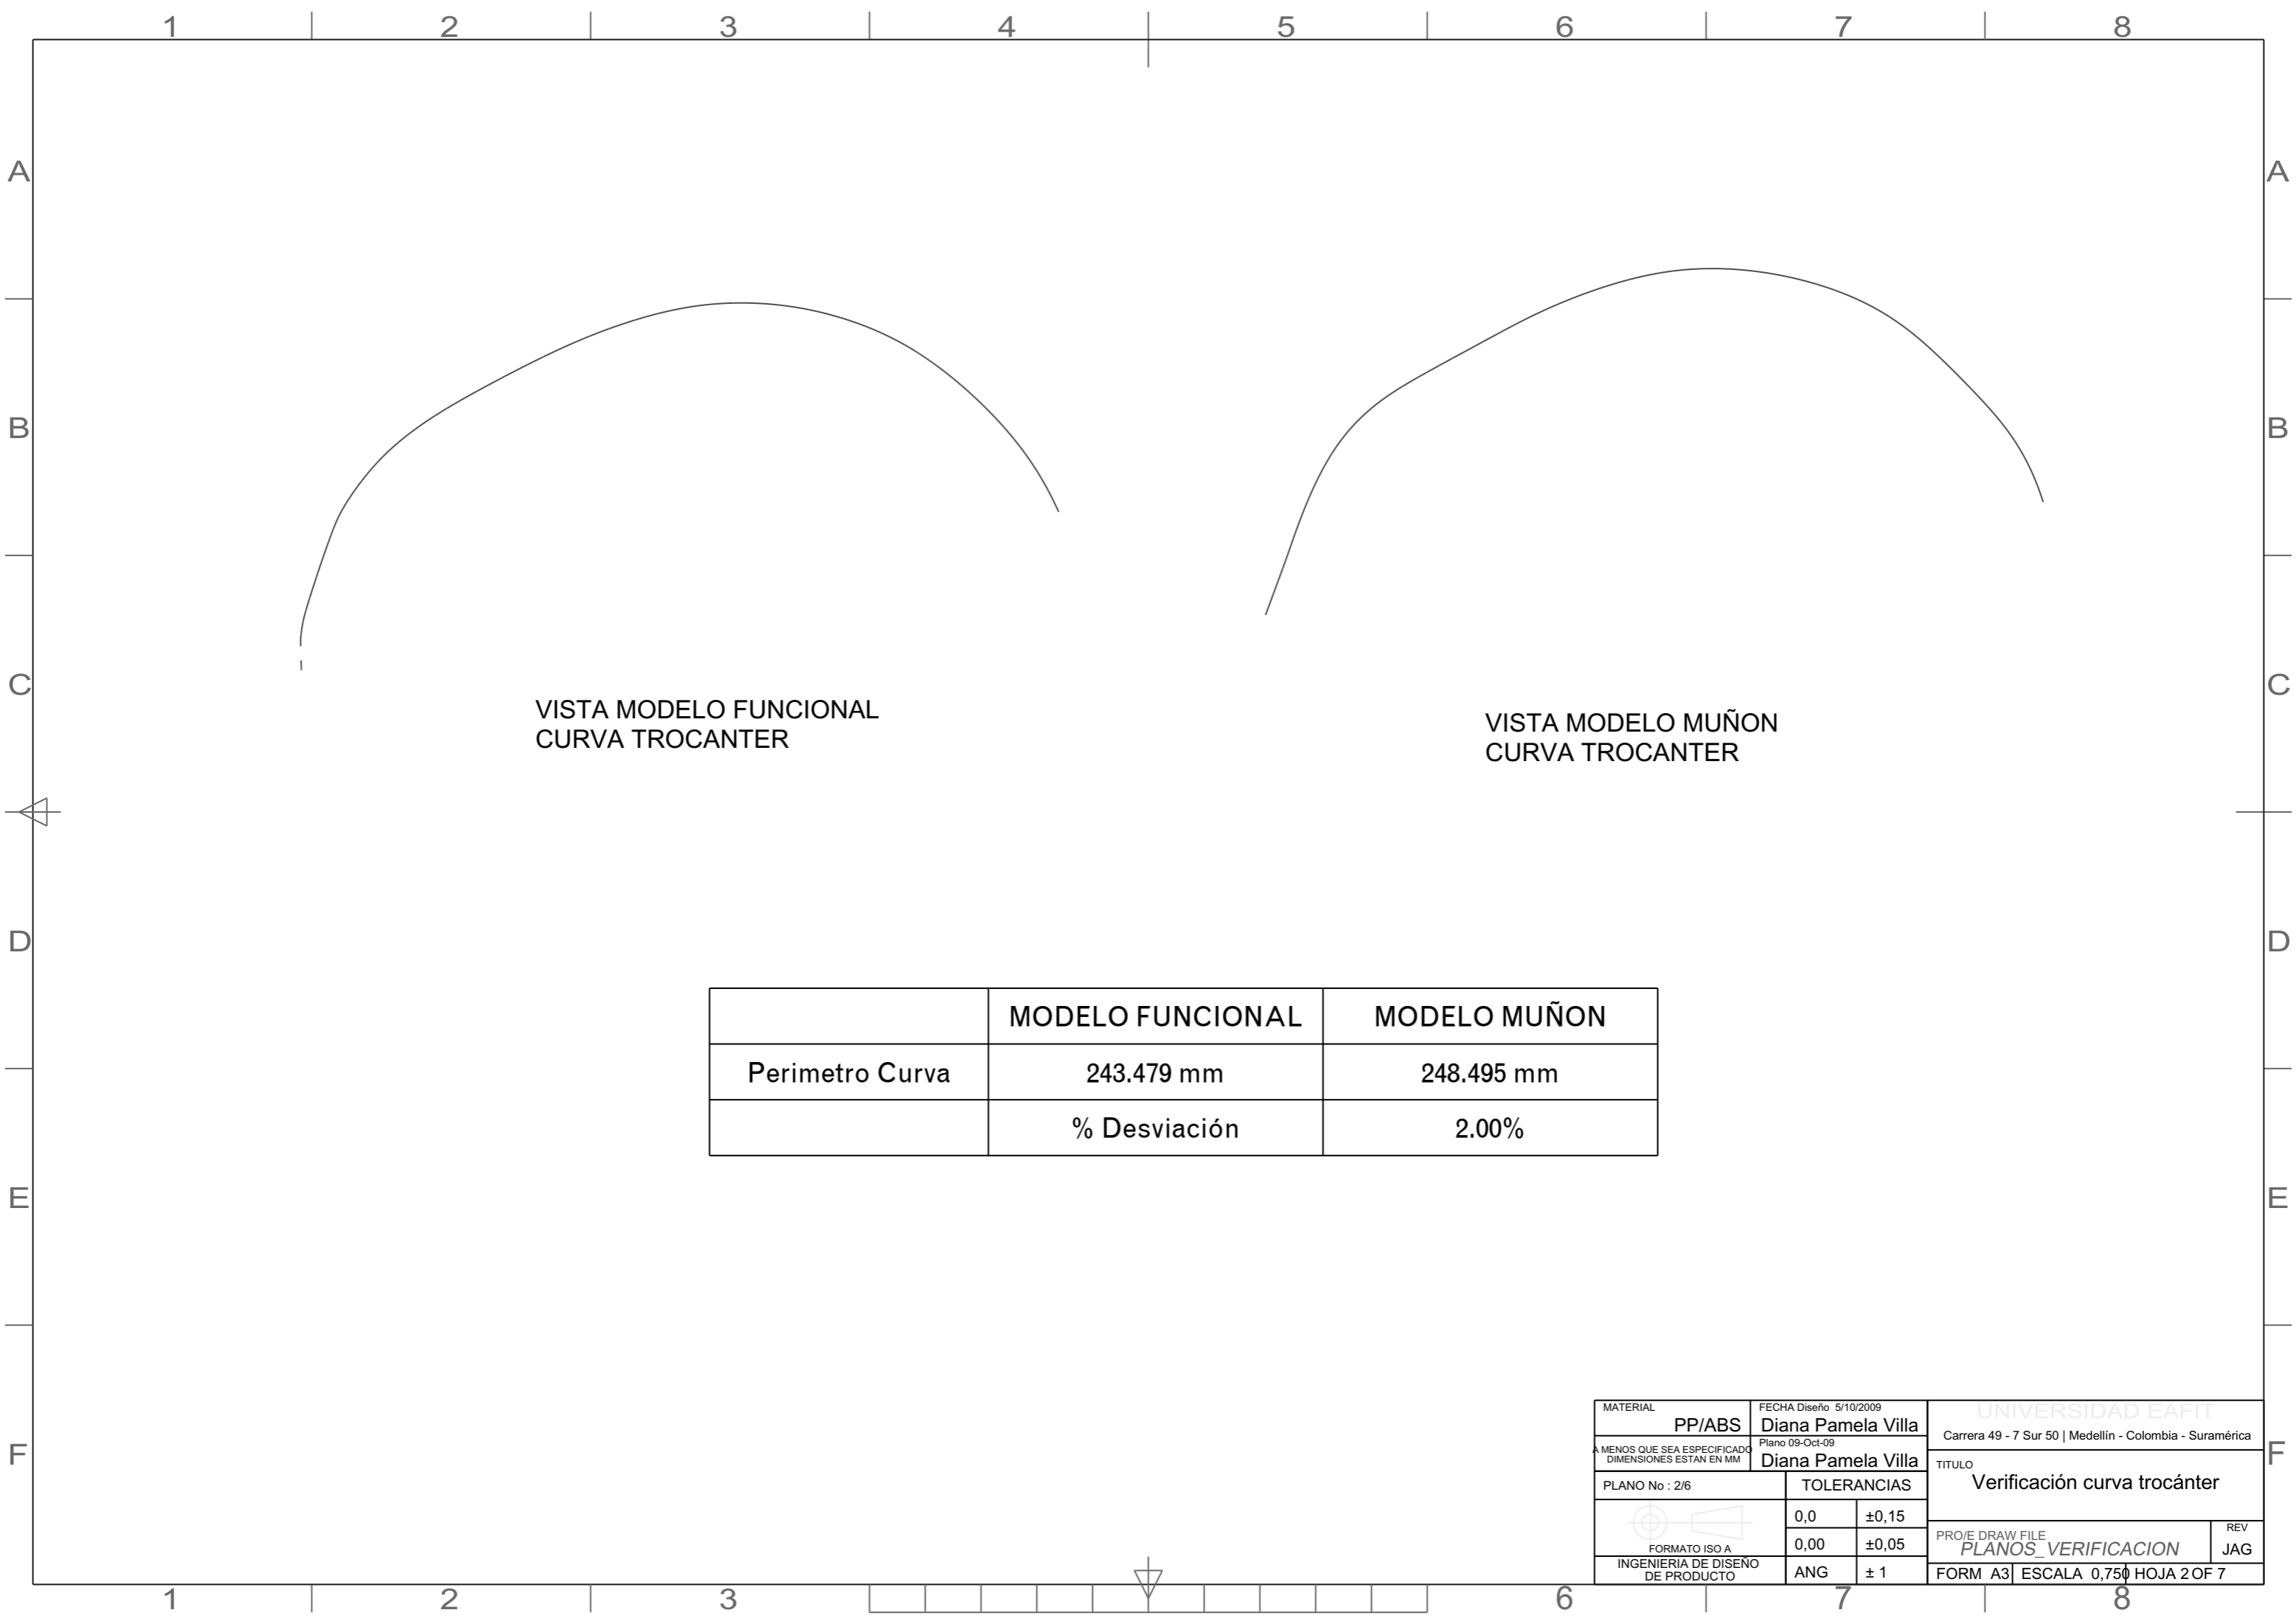 1 2 3 4 5 6 7 8
A A
B B
C C
D D
E E
F F
VISTA MODELO FUNCIONAL
CURVA TROCANTER
VISTA MODELO MUÑON
CURVA TROCANTER
MODELO FUNCIONAL MODELO MUÑON
Perimetro Curva 243.479 mm 248.495 mm
% Desviación 2.00%
MATERIAL
PP/ABS
FECHA Diseño 5/10/2009
Diana Pamela Villa
A MENOS QUE SEA ESPECIFICADO
DIMENSIONES ESTAN EN MM
Plano 09-Oct-09
Diana Pamela Villa
PLANO No : 2/6
TOLERANCIAS
0,0 ±0,15
0,00 ±0,05
ANG ± 1
FORMATO ISO A
INGENIERIA DE DISEÑO
DE PRODUCTO
UNIVERSIDAD EAFIT
Carrera 49 - 7 Sur 50 | Medellín - Colombia - Suramérica
TITULO
Verificación curva trocánter
PRO/E DRAW FILE
PLANOS_VERIFICACION
REV
JAG
FORM A3 ESCALA 0,750 HOJA 2 OF 7
1 2 3 6 7 8